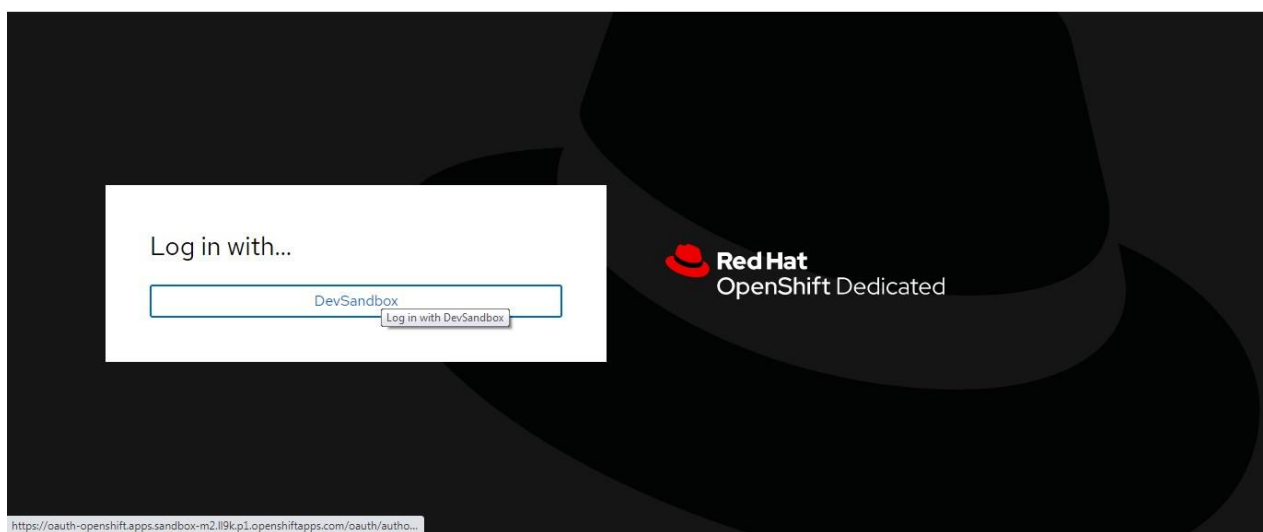 Log in with...
DevSandbox
Log in with DevSandbox
Red Hat
OpenShift Dedicated
https://oauth-openshift.apps.sandbox-m2.ll9k.p1.openshiftapps.com/oauth/autho...